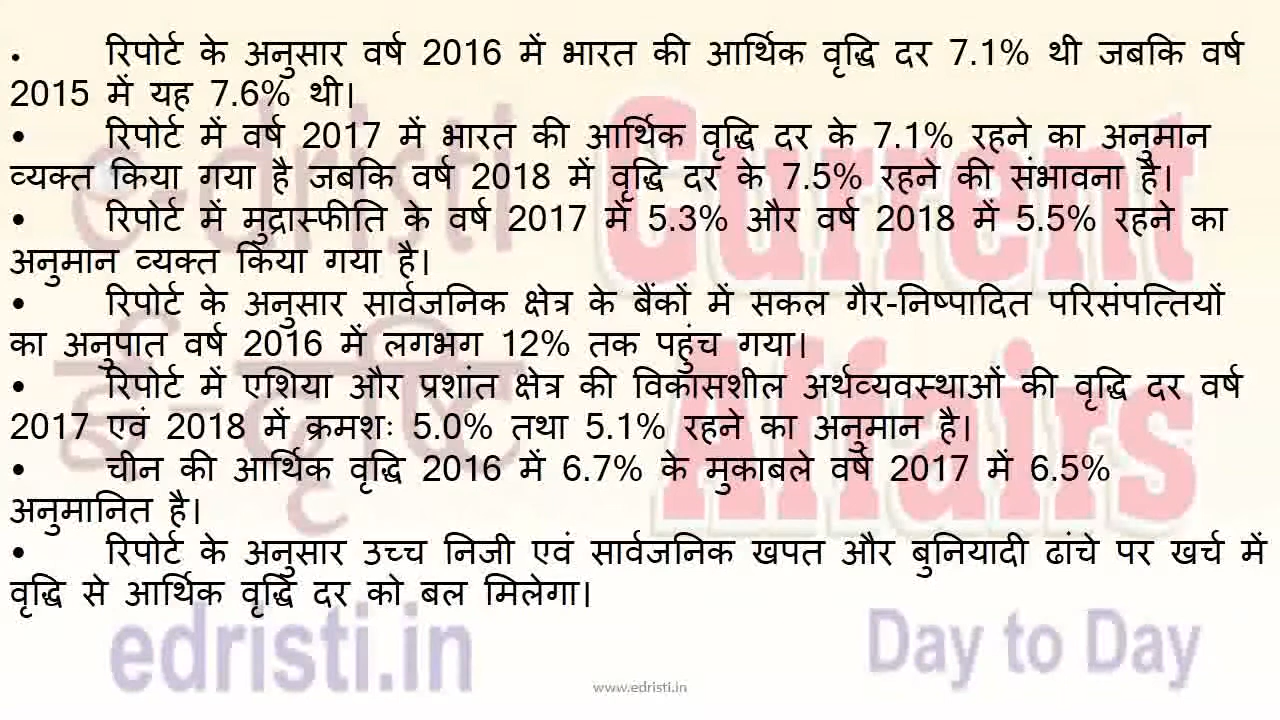 • रिपोर्ट के अनुसार वर्ष 2016 में भारत की आर्थिक वृद्धि दर 7.1% थी जबकि वर्ष
2015 में यह 7.6% थी।
• रिपोर्ट में वर्ष 2017 में भारत की आर्थिक वृद्धि दर के 7.1% रहने का अनुमान
व्यक्त किया गया है जबकि वर्ष 2018 में वृद्धि दर के 7.5% रहने की संभावना है।
• रिपोर्ट में मुद्रास्फीति के वर्ष 2017 में 5.3% और वर्ष 2018 में 5.5% रहने का
अनुमान व्यक्त किया गया है।
• रिपोर्ट के अनुसार सार्वजनिक क्षेत्र के बैंकों में सकल गैर-निष्पादित परिसंपत्तियों
का अनुपात वर्ष 2016 में लगभग 12% तक पहुंच गया।
• रिपोर्ट में एशिया और प्रशांत क्षेत्र की विकासशील अर्थव्यवस्थाओं की वृद्धि दर वर्ष
2017 एवं 2018 में क्रमशः 5.0% तथा 5.1% रहने का अनुमान है।
• चीन की आर्थिक वृद्धि 2016 में 6.7% के मुकाबले वर्ष 2017 में 6.5%
अनुमानित है।
• रिपोर्ट के अनुसार उच्च निजी एवं सार्वजनिक खपत और बुनियादी ढांचे पर खर्च में
वृद्धि से आर्थिक वृद्धि दर को बल मिलेगा।
e-dristi
ई-दृष्टि
Current
Affairs
edristi.in
Day to Day
www.edristi.in